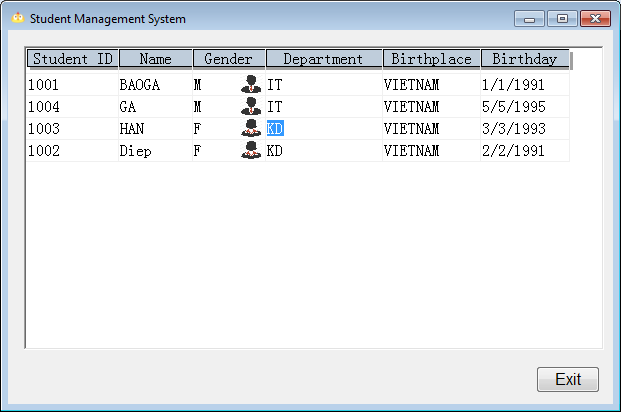 Student Management System
Student ID Name Gender Department Birthplace Birthday
1001 BAOGA M IT VIETNAM 1/1/1991
1004 GA M IT VIETNAM 5/5/1995
1003 HAN F KD VIETNAM 3/3/1993
1002 Diep F KD VIETNAM 2/2/1991
Exit